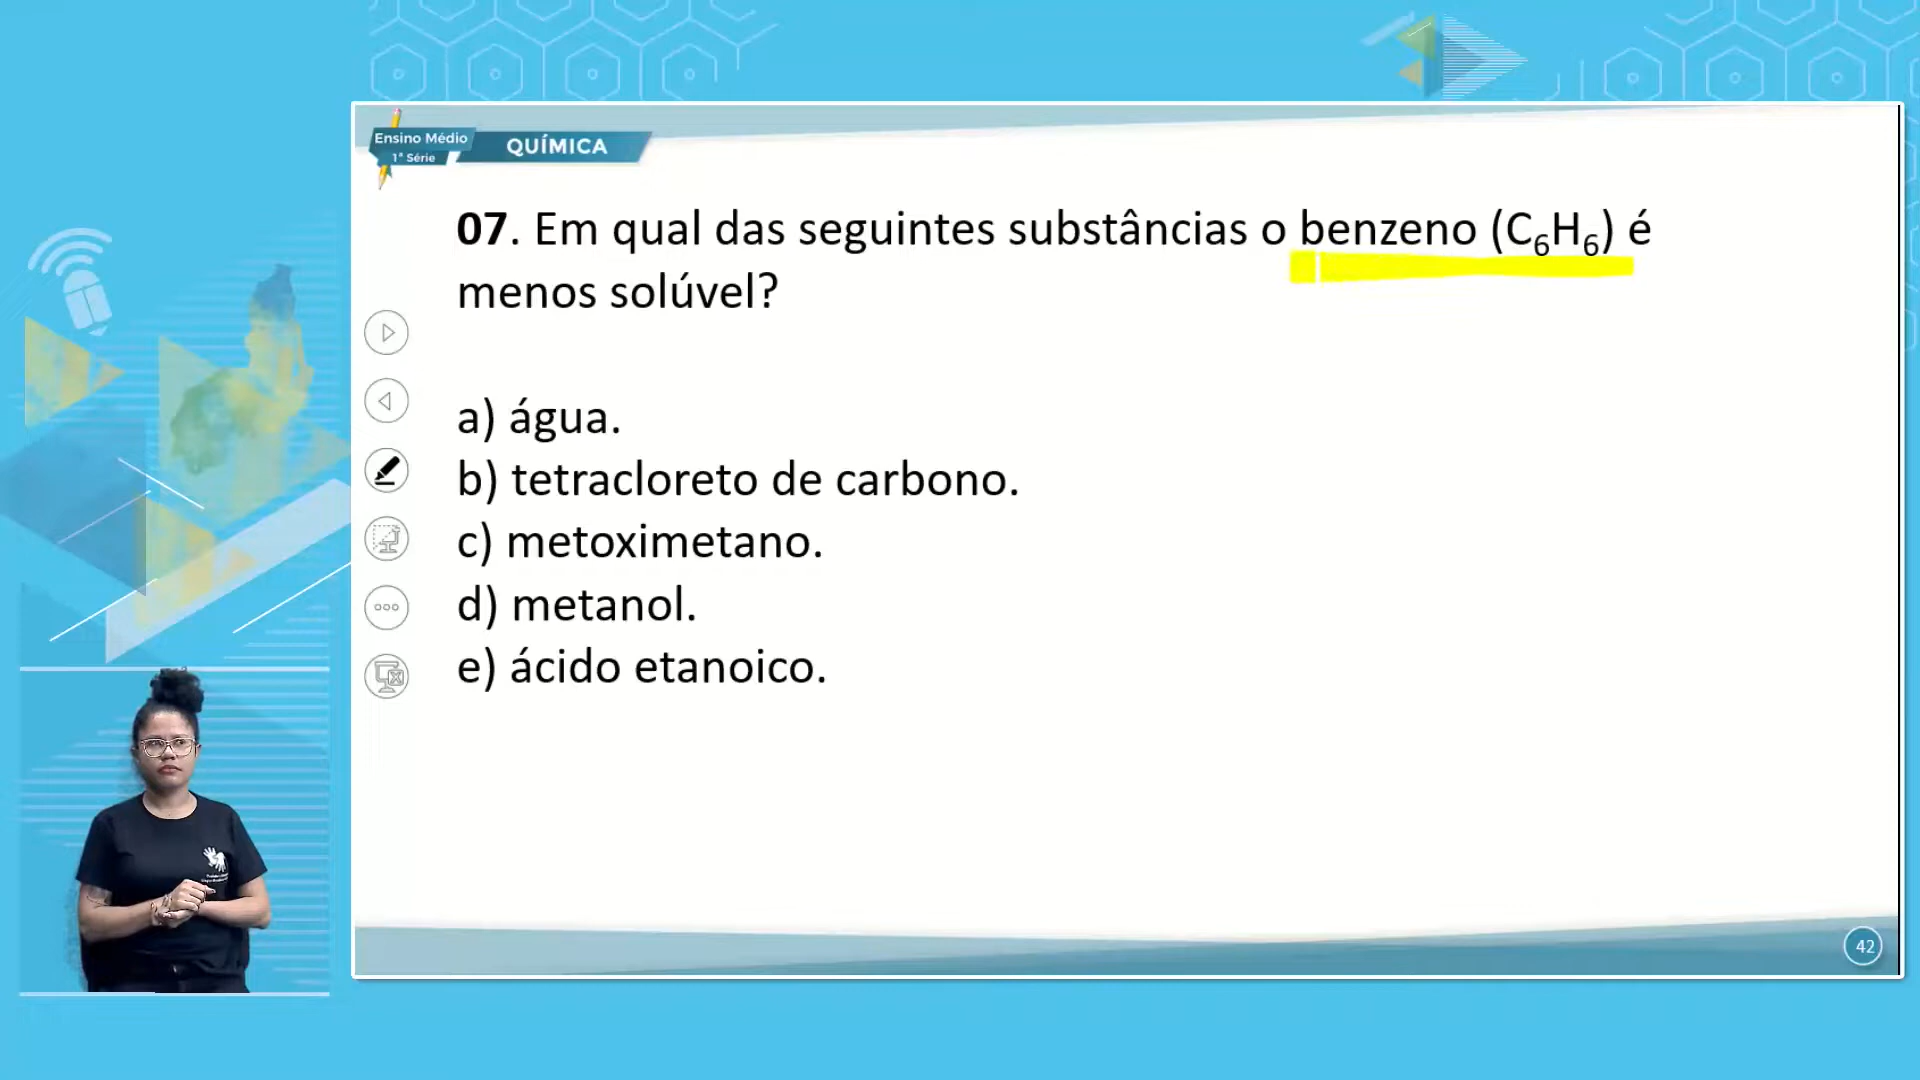 Ensino Médio
1ª Série
QUÍMICA
07. Em qual das seguintes substâncias o benzeno (C₆H₆) é
menos solúvel?
a) água.
b) tetracloreto de carbono.
c) metoximetano.
d) metanol.
e) ácido etanoico.
42